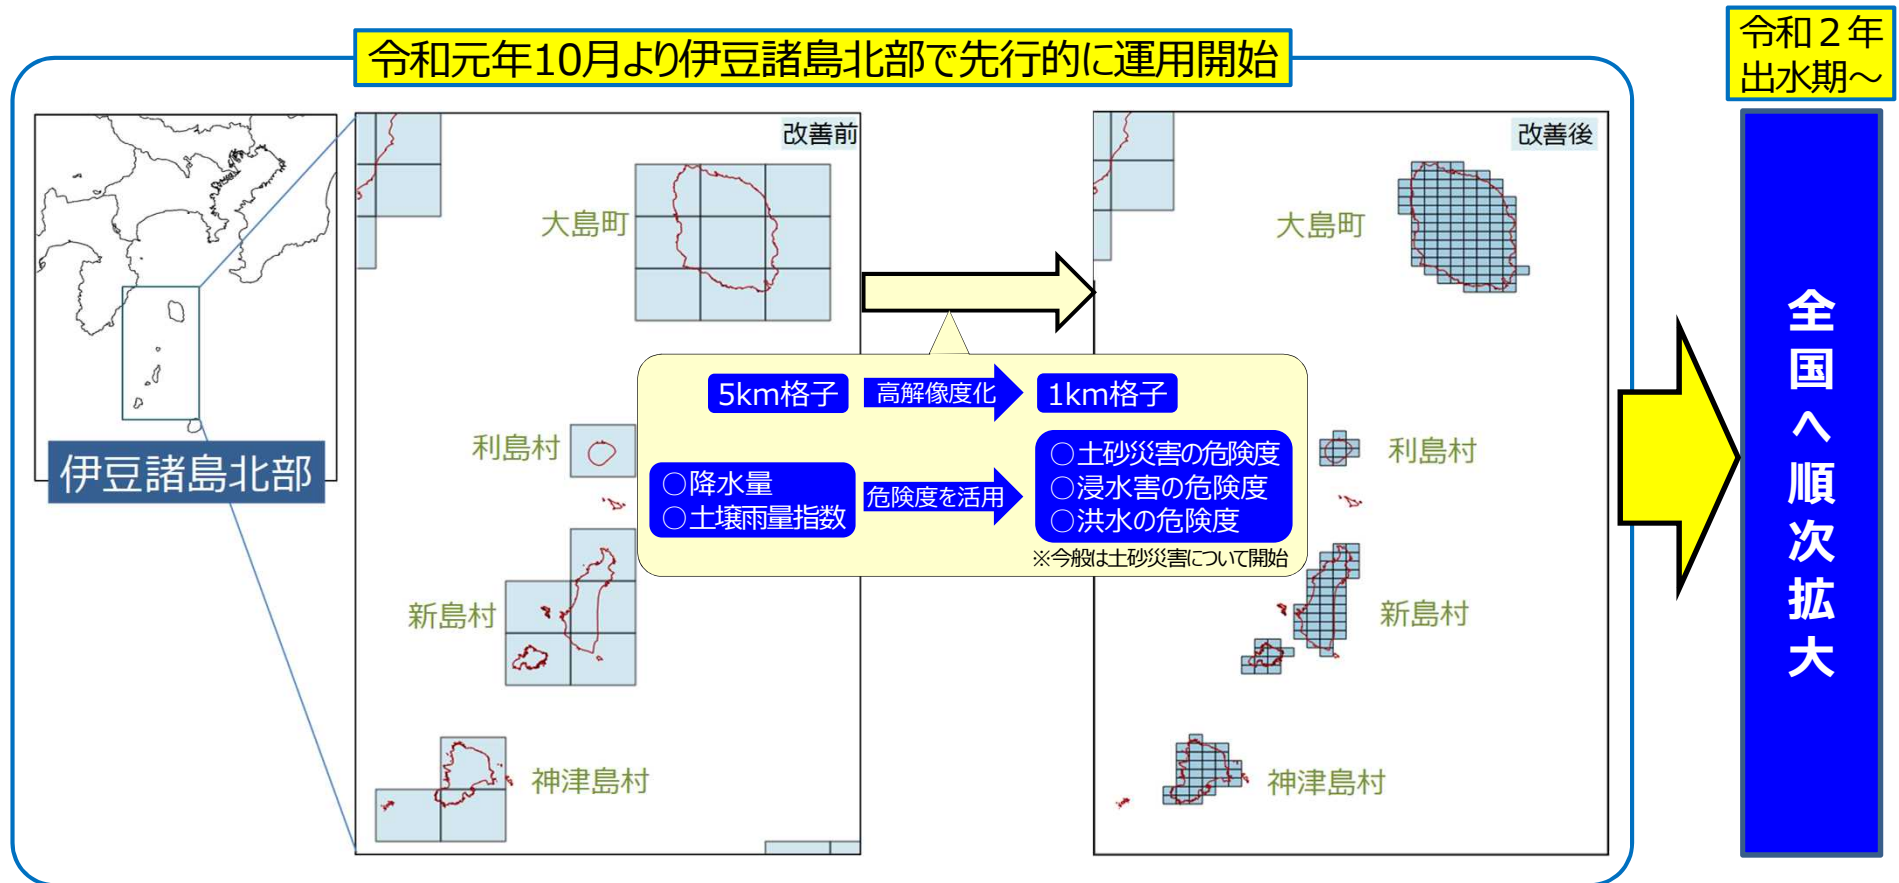 令和元年10月より伊豆諸島北部で先行的に運用開始
令和２年
出水期～
伊豆諸島北部
改善前
大島町
利島村
新島村
神津島村
5km格子
高解像度化
1km格子
○降水量
○土壌雨量指数
危険度を活用
○土砂災害の危険度
○浸水害の危険度
○洪水の危険度
※今般は土砂災害について開始
改善後
大島町
利島村
新島村
神津島村
全国へ順次拡大